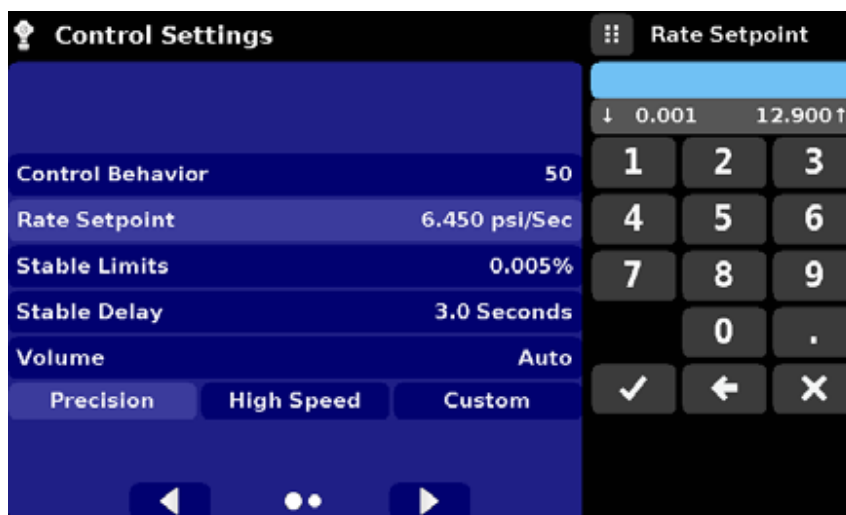 Control Settings
Rate Setpoint
↓ 0.001 12.900↑
Control Behavior 50
Rate Setpoint 6.450 psi/Sec
Stable Limits 0.005%
Stable Delay 3.0 Seconds
Volume Auto
Precision High Speed Custom
1 2 3
4 5 6
7 8 9
0 .